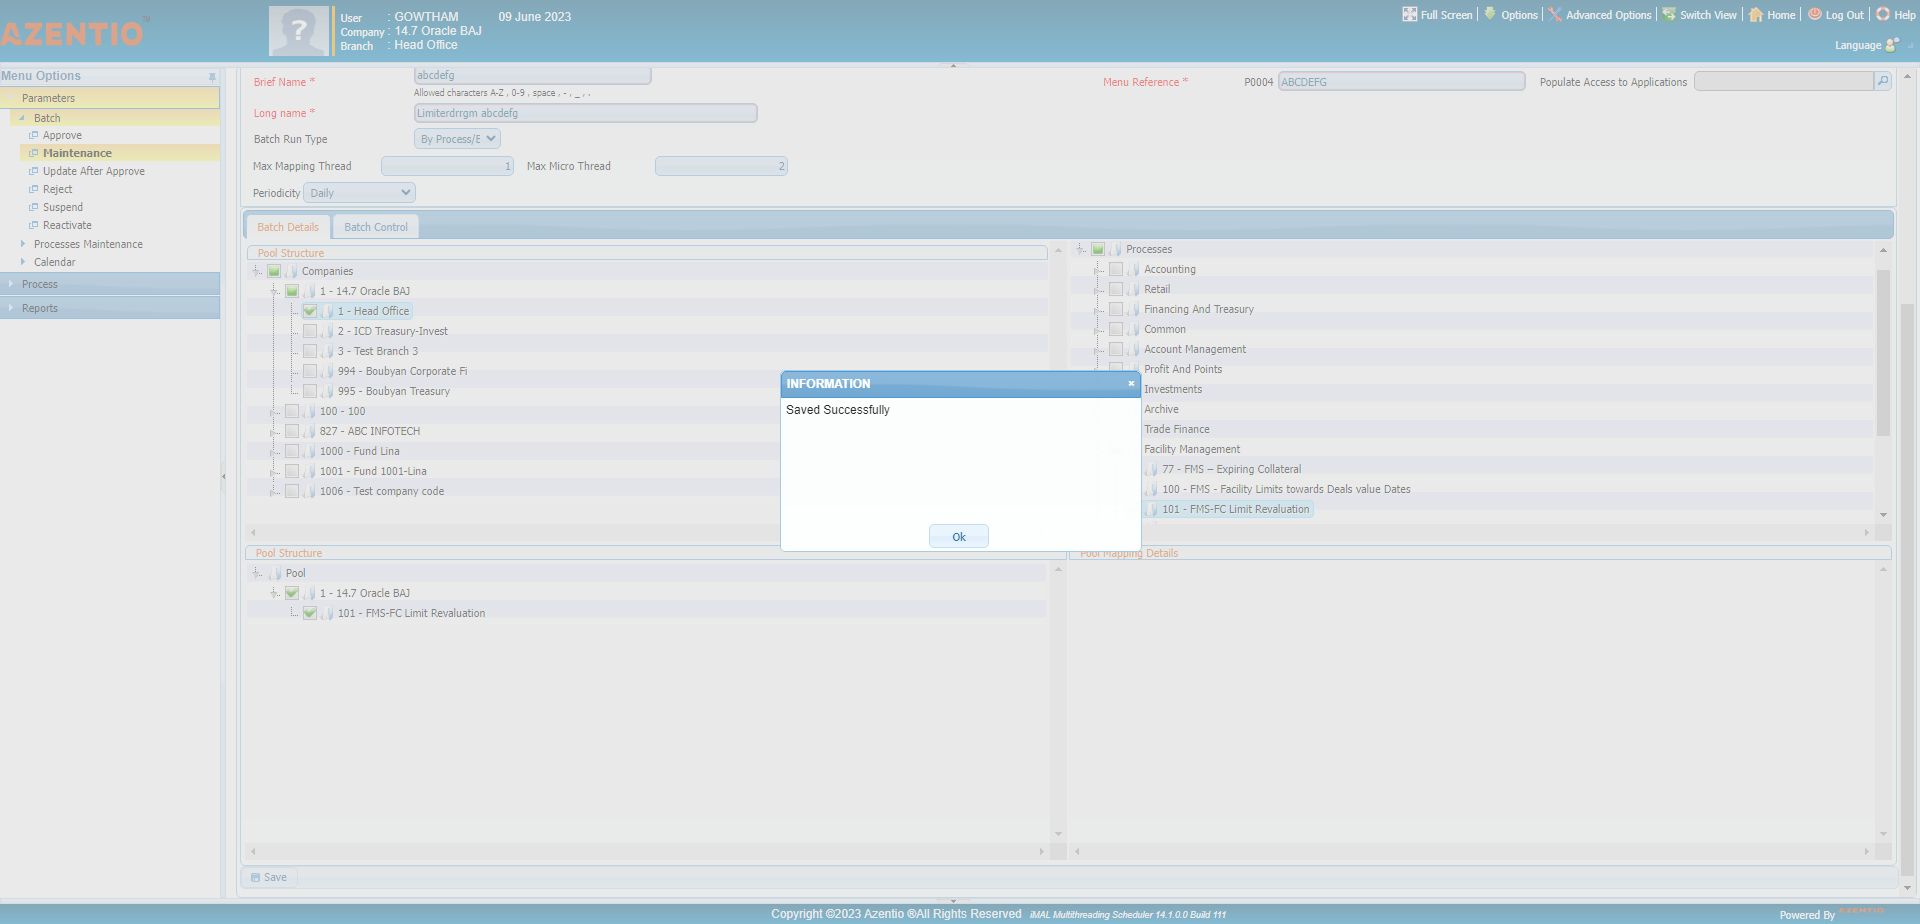 AZENTIO™
User : GOWTHAM 09 June 2023
Company : 14.7 Oracle BAJ
Branch : Head Office
Full Screen Options Advanced Options Switch View Home Log Out Help
Language
Menu Options
Parameters
Batch
Approve
Maintenance
Update After Approve
Reject
Suspend
Reactivate
Processes Maintenance
Calendar
Process
Reports
Brief Name * abcdefg Menu Reference * P0004 ABCDEFG Populate Access to Applications
Allowed characters A-Z , 0-9 , space , - , _ , .
Long name * Limiterdrrgm abcdefg
Batch Run Type By Process/E
Max Mapping Thread 1 Max Micro Thread 2
Periodicity Daily
Batch Details Batch Control
Pool Structure
Companies
1 - 14.7 Oracle BAJ
1 - Head Office
2 - ICD Treasury-Invest
3 - Test Branch 3
994 - Boubyan Corporate Fi
995 - Boubyan Treasury
100 - 100
827 - ABC INFOTECH
1000 - Fund Lina
1001 - Fund 1001-Lina
1006 - Test company code
Processes
Accounting
Retail
Financing And Treasury
Common
Account Management
Profit And Points
Investments
Archive
Trade Finance
Facility Management
77 - FMS – Expiring Collateral
100 - FMS - Facility Limits towards Deals value Dates
101 - FMS-FC Limit Revaluation
INFORMATION
Saved Successfully
Ok
Pool Structure
Pool
1 - 14.7 Oracle BAJ
101 - FMS-FC Limit Revaluation
Pool Mapping Details
Save
Copyright ©2023 Azentio ®All Rights Reserved iMAL Multithreading Scheduler 14.1.0.0 Build 111
Powered By AZENTIO